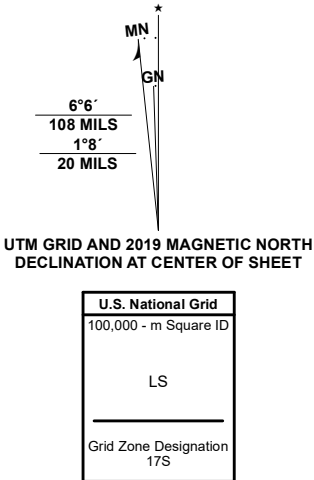 MN
GN
6°6´
108 MILS
1°8´
20 MILS
UTM GRID AND 2019 MAGNETIC NORTH
DECLINATION AT CENTER OF SHEET
U.S. National Grid
100,000 - m Square ID
LS
Grid Zone Designation
17S